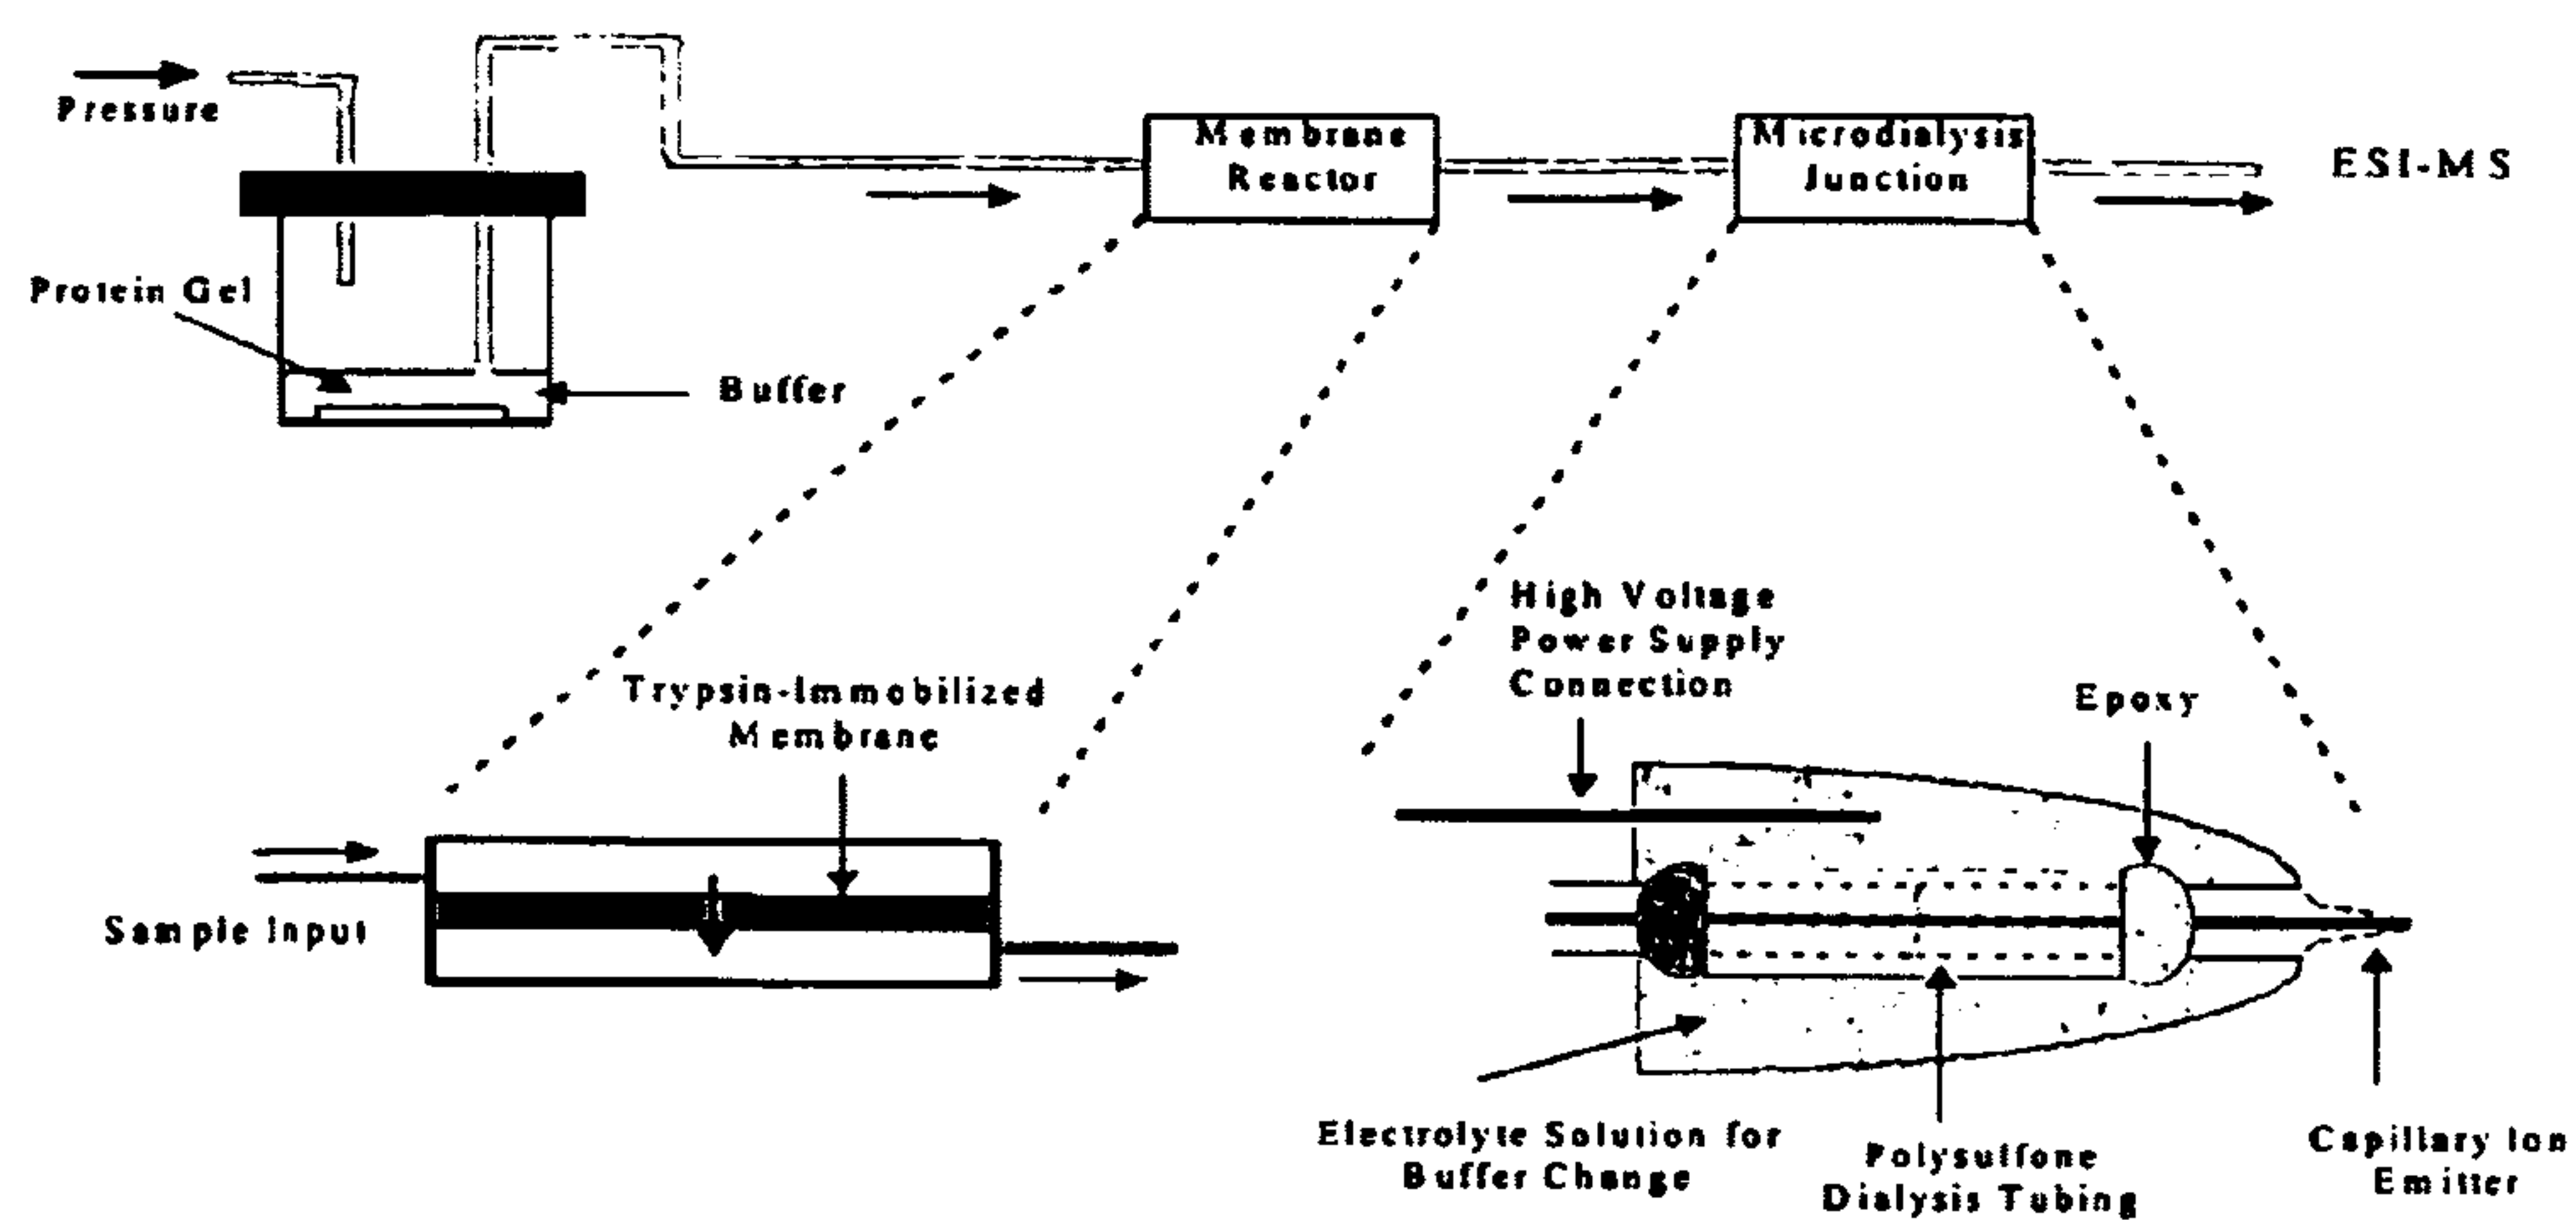 Pressure
Membrane
Reactor
Microdialysis
Junction
ESI-MS
Protein Gel
Buffer
High Voltage
Power Supply
Connection
Trypsin-Immobilized
Membrane
Epoxy
Sample Input
Electrolyte Solution for
Buffer Change
Polysulfone
Dialysis Tubing
Capillary Ion
Emitter